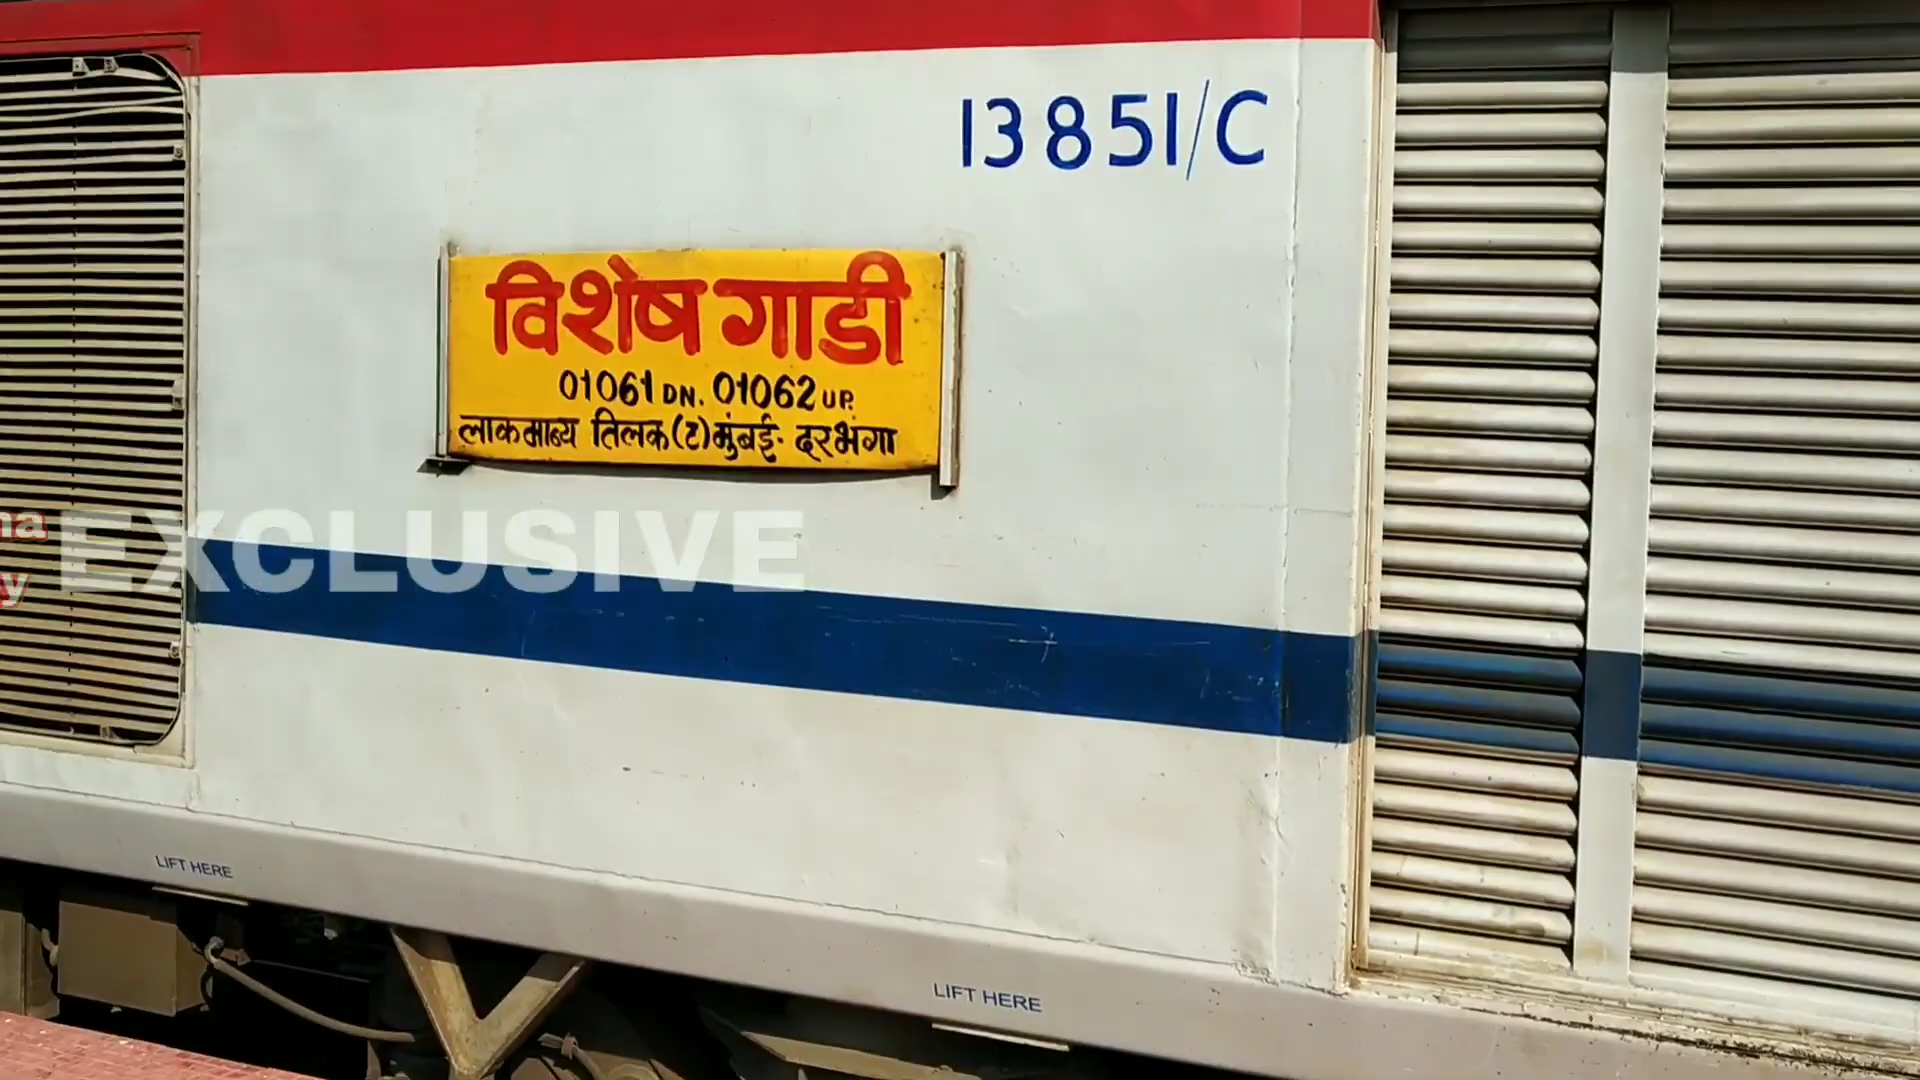 13851/C
विशेष गाडी
01061 DN. 01062 UP.
लाकमान्य तिलक (ट) मुंबई - दरभंगा
EXCLUSIVE
LIFT HERE
LIFT HERE